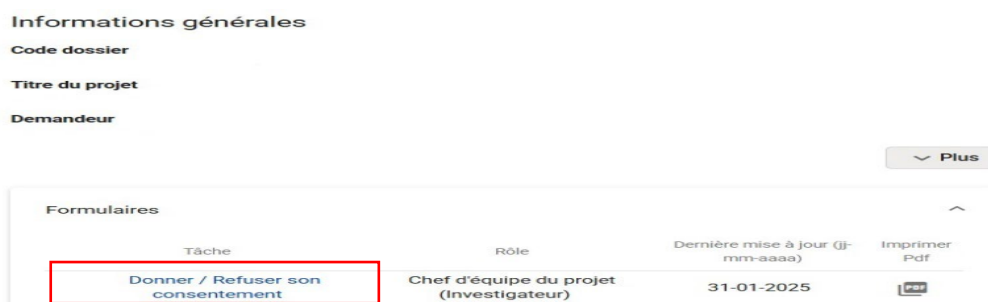 Informations générales
Code dossier
Titre du projet
Demandeur
Plus
Formulaires
Tâche Rôle Dernière mise à jour (jj- Imprimer
mm-aaaa) Pdf
Donner / Refuser son Chef d'équipe du projet 31-01-2025 PDF
consentement (Investigateur)